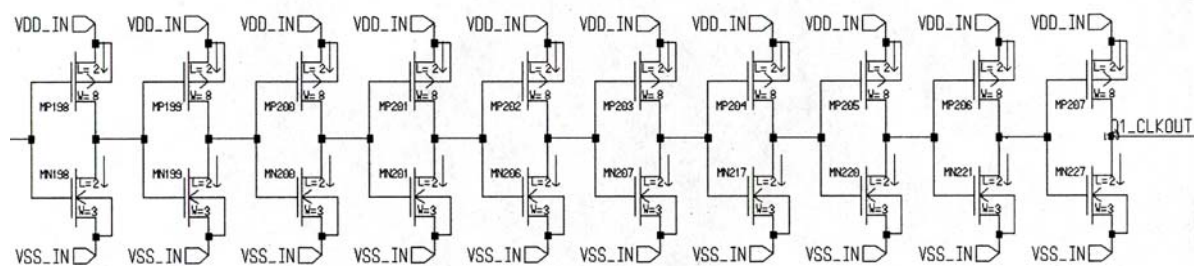 VDD_IN VDD_IN VDD_IN VDD_IN VDD_IN VDD_IN VDD_IN VDD_IN VDD_IN VDD_IN
L=2 L=2 L=2 L=2 L=2 L=2 L=2 L=2 L=2 L=2
W=8 W=8 W=8 W=8 W=8 W=8 W=8 W=8 W=8 W=8
MP198 MP199 MP200 MP201 MP202 MP203 MP204 MP205 MP206 MP207
Q1_CLKOUT
MN198 MN199 MN200 MN201 MN206 MN207 MN217 MN220 MN221 MN227
L=2 L=2 L=2 L=2 L=2 L=2 L=2 L=2 L=2 L=2
W=3 W=3 W=3 W=3 W=3 W=3 W=3 W=3 W=3 W=3
VSS_IN VSS_IN VSS_IN VSS_IN VSS_IN VSS_IN VSS_IN VSS_IN VSS_IN VSS_IN